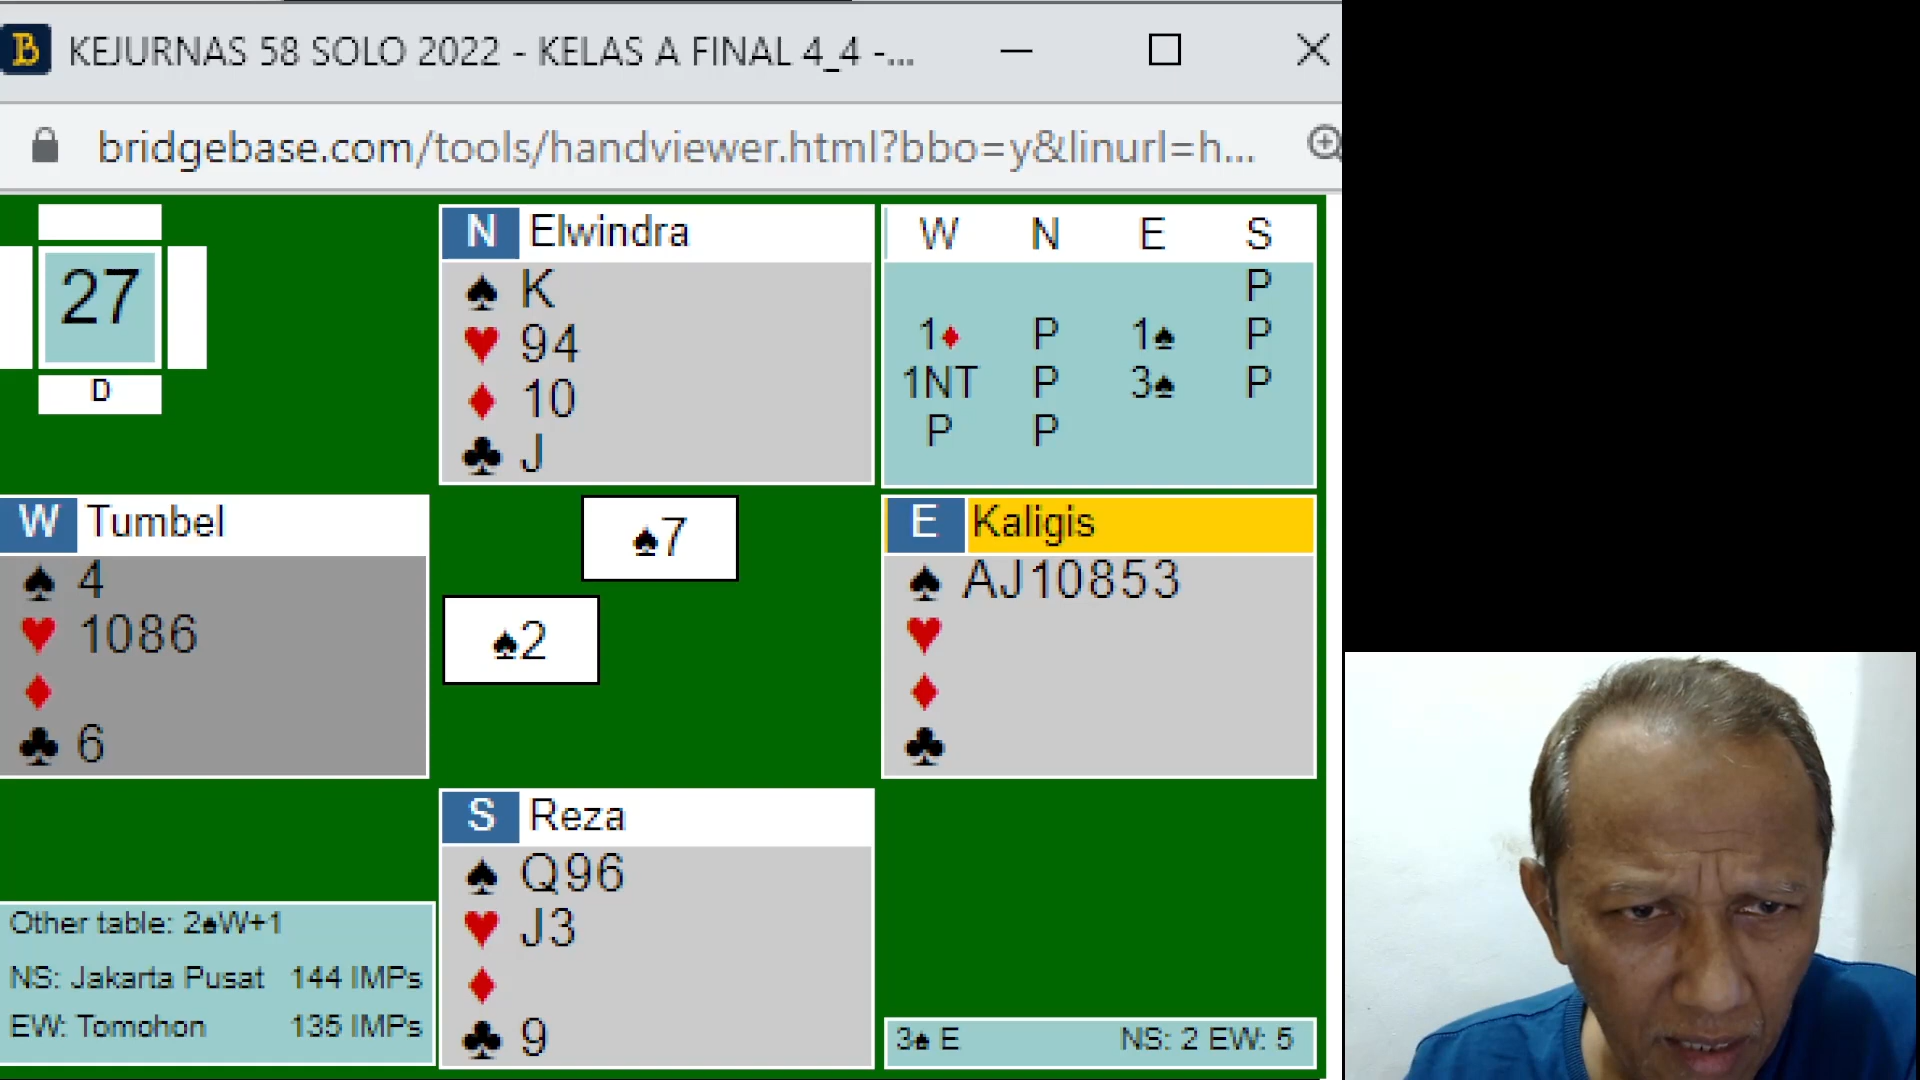 KEJURNAS 58 SOLO 2022 - KELAS A FINAL 4_4 -...
bridgebase.com/tools/handviewer.html?bbo=y&linurl=h...
27
D
N Elwindra
♠ K
♥ 94
♦ 10
♣ J
W N E S
P
1♦ P 1♠ P
1NT P 3♠ P
P P
W Tumbel
♠ 4
♥ 1086
♦
♣ 6
♠7
♠2
E Kaligis
♠ AJ10853
♥
♦
♣
S Reza
♠ Q96
♥ J3
♦
♣ 9
Other table: 2♠W+1
NS: Jakarta Pusat 144 IMPs
EW: Tomohon 135 IMPs
3♠ E NS: 2 EW: 5